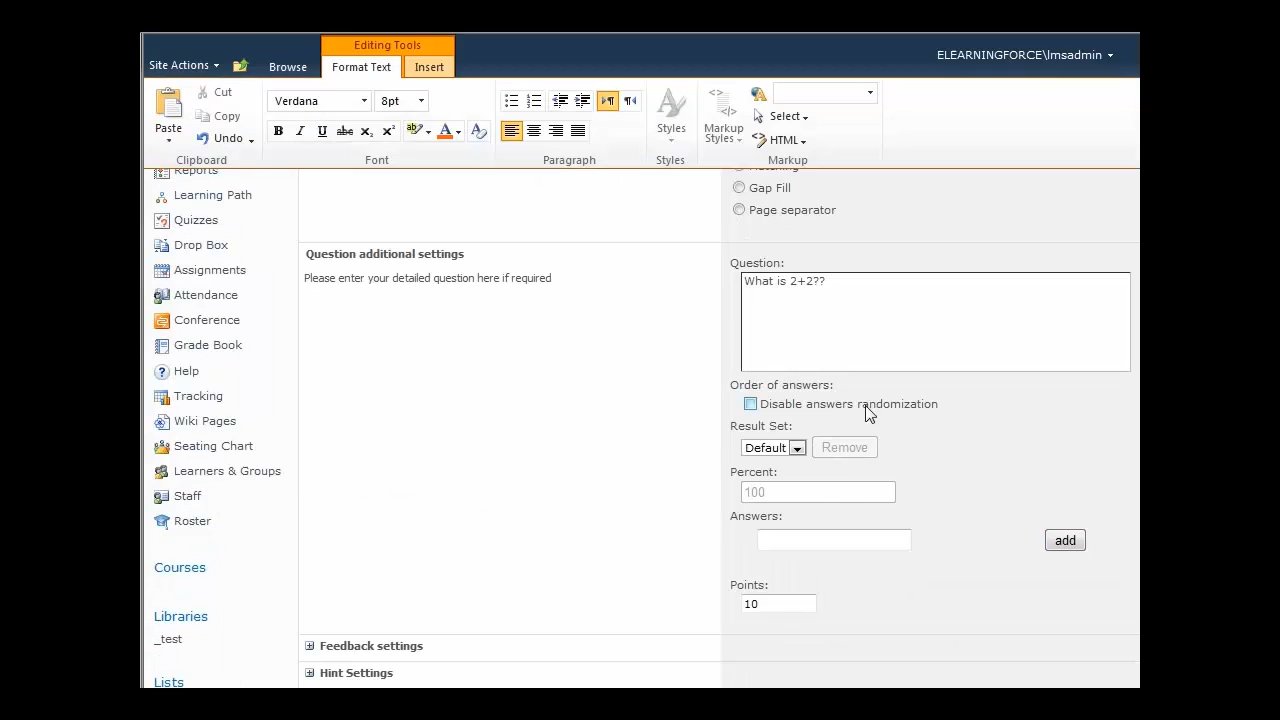 Editing Tools
Site Actions Browse Format Text Insert ELEARNINGFORCE\lmsadmin
Paste Cut Copy Undo Clipboard
Verdana 8pt
B I U abc x₂ x² A Font
Paragraph
Styles Styles
Markup Styles Select HTML Markup
Reports
Learning Path
Quizzes
Drop Box
Assignments
Attendance
Conference
Grade Book
Help
Tracking
Wiki Pages
Seating Chart
Learners & Groups
Staff
Roster
Courses
Libraries
_test
Lists
Gap Fill
Page separator
Question additional settings
Please enter your detailed question here if required
Question:
What is 2+2??
Order of answers:
Disable answers randomization
Result Set:
Default Remove
Percent:
100
Answers:
add
Points:
10
Feedback settings
Hint Settings